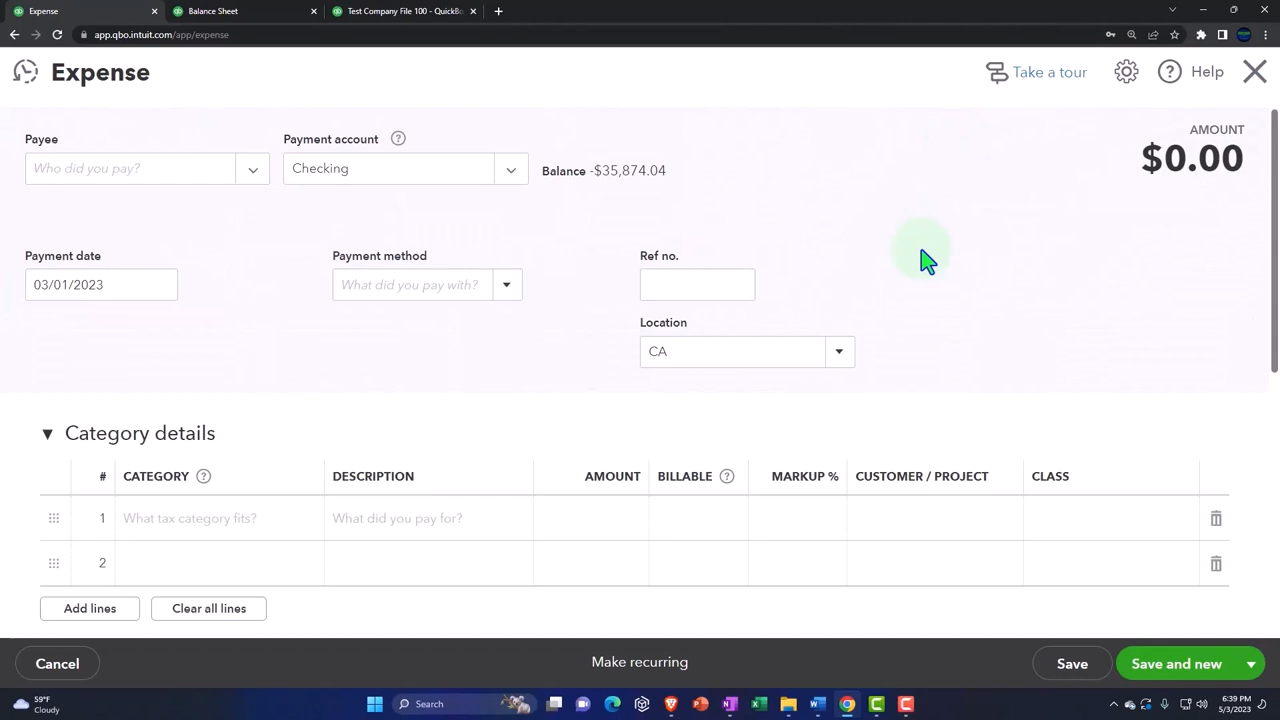 Expense
Balance Sheet
Test Company File 100 - QuickBo
app.qbo.intuit.com/app/expense
Expense
Take a tour
Help
Payee
Payment account
AMOUNT
$0.00
Who did you pay?
Checking
Balance -$35,874.04
Payment date
Payment method
Ref no.
03/01/2023
What did you pay with?
Location
CA
Category details
# CATEGORY DESCRIPTION AMOUNT BILLABLE MARKUP % CUSTOMER / PROJECT CLASS
1 What tax category fits? What did you pay for?
2
Add lines
Clear all lines
Cancel
Make recurring
Save
Save and new
59°F
Cloudy
Search
6:39 PM
5/3/2023